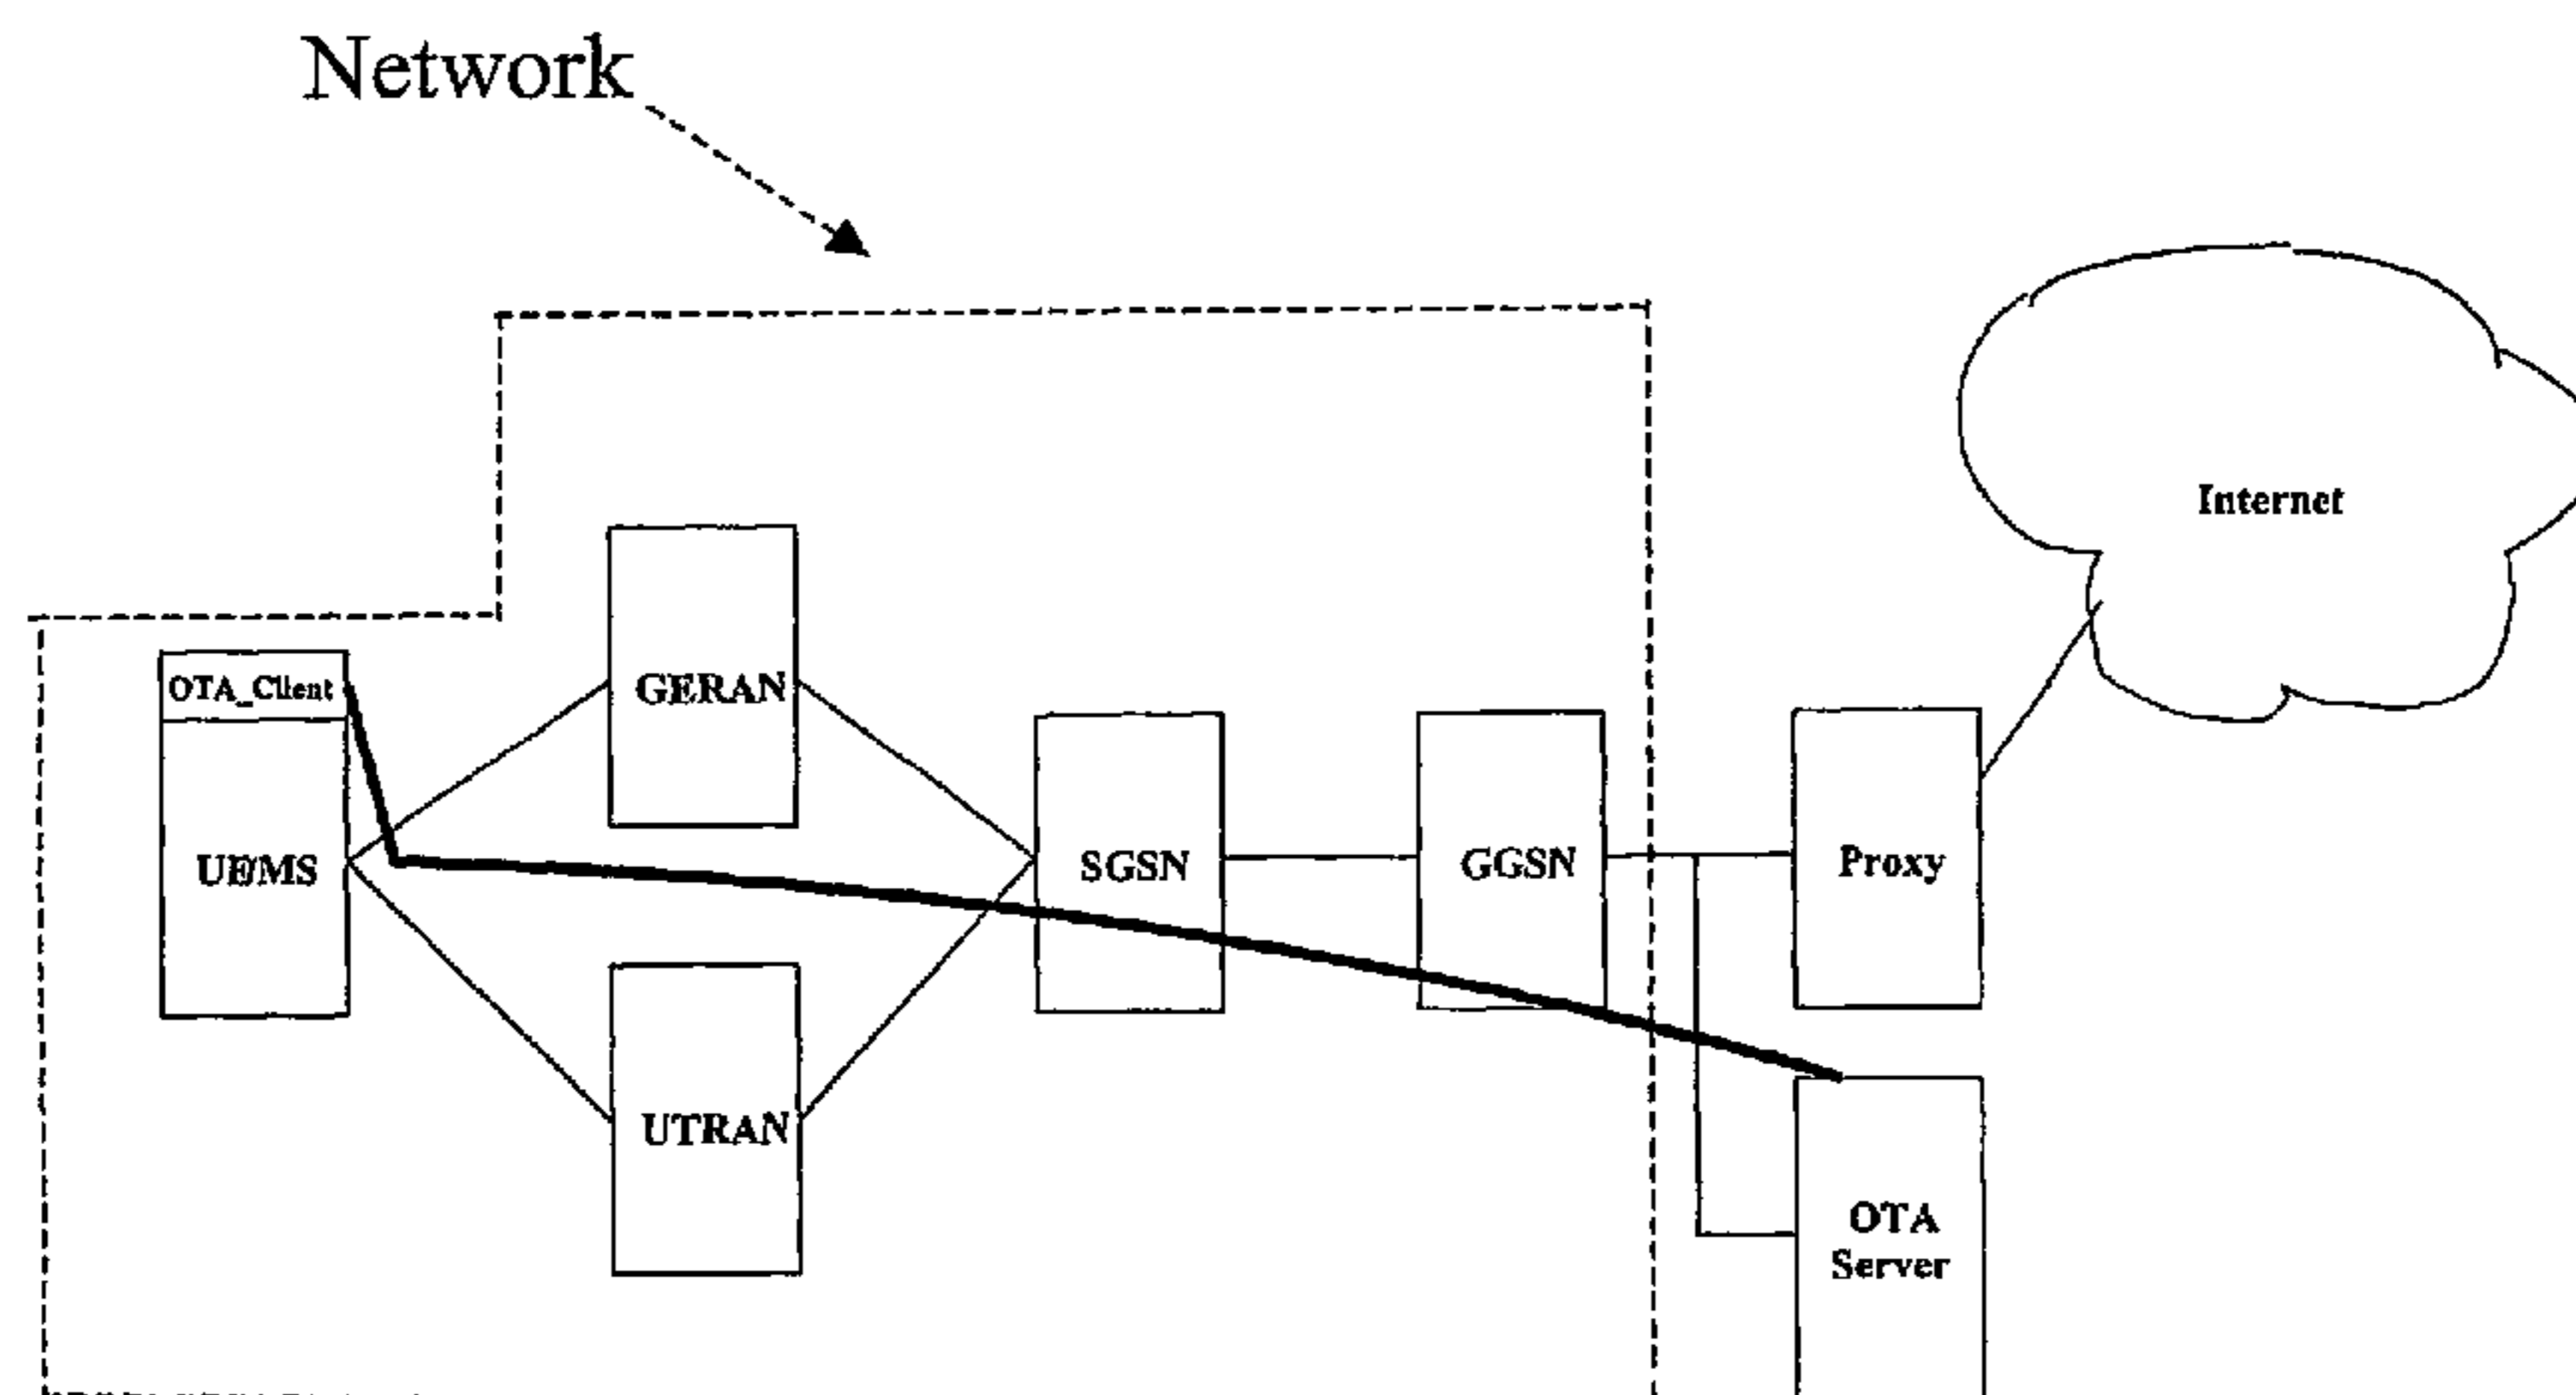 Network
Internet
OTA_Client
GERAN
UE/MS
SGSN
GGSN
Proxy
UTRAN
OTA
Server